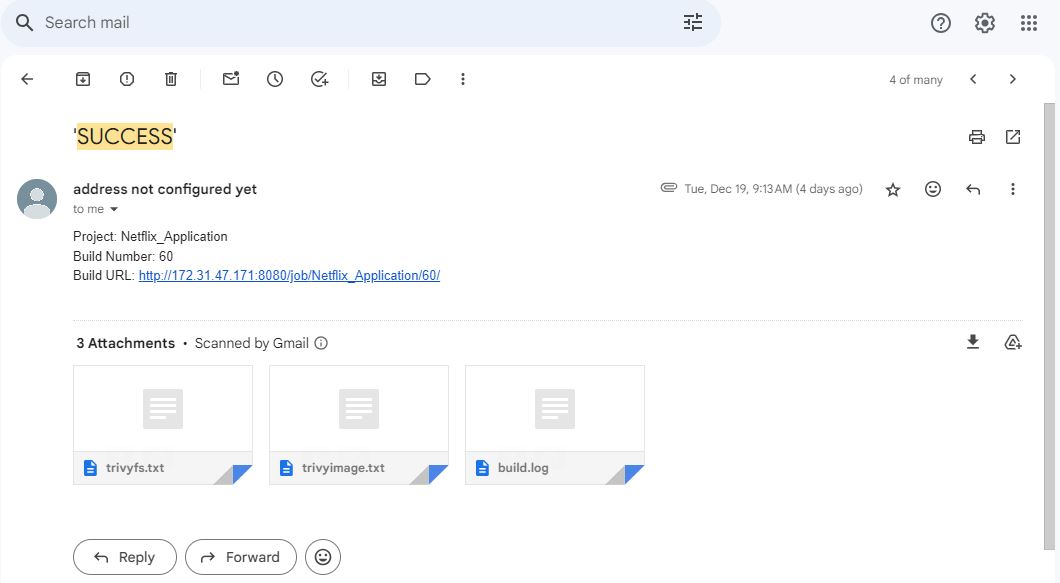 Search mail
4 of many
'SUCCESS'
address not configured yet
Tue, Dec 19, 9:13 AM (4 days ago)
to me
Project: Netflix_Application
Build Number: 60
Build URL: http://172.31.47.171:8080/job/Netflix_Application/60/
3 Attachments • Scanned by Gmail
trivyfs.txt
trivyimage.txt
build.log
Reply
Forward